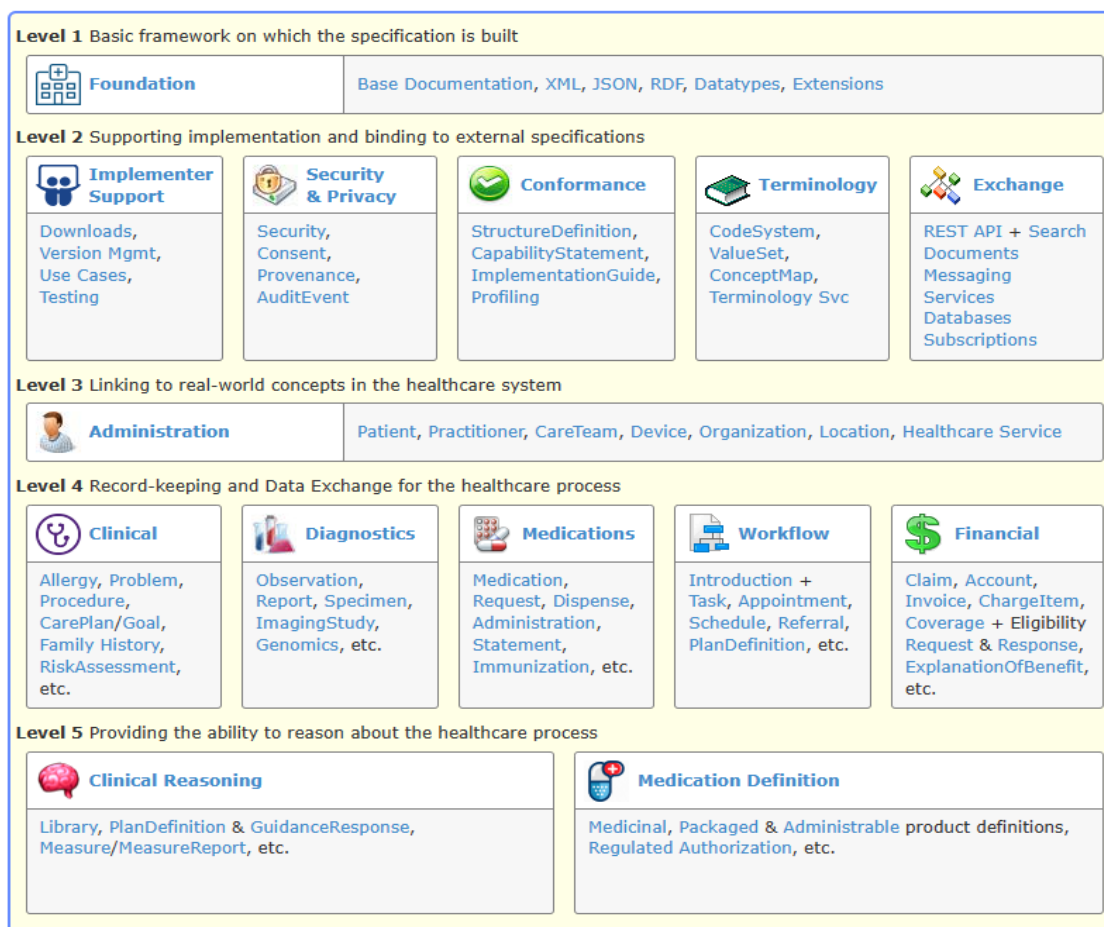 Level 1 Basic framework on which the specification is built
Foundation
Base Documentation, XML, JSON, RDF, Datatypes, Extensions
Level 2 Supporting implementation and binding to external specifications
Implementer
Support
Downloads,
Version Mgmt,
Use Cases,
Testing
Security
& Privacy
Security,
Consent,
Provenance,
AuditEvent
Conformance
StructureDefinition,
CapabilityStatement,
ImplementationGuide,
Profiling
Terminology
CodeSystem,
ValueSet,
ConceptMap,
Terminology Svc
Exchange
REST API + Search
Documents
Messaging
Services
Databases
Subscriptions
Level 3 Linking to real-world concepts in the healthcare system
Administration
Patient, Practitioner, CareTeam, Device, Organization, Location, Healthcare Service
Level 4 Record-keeping and Data Exchange for the healthcare process
Clinical
Allergy, Problem,
Procedure,
CarePlan/Goal,
Family History,
RiskAssessment,
etc.
Diagnostics
Observation,
Report, Specimen,
ImagingStudy,
Genomics, etc.
Medications
Medication,
Request, Dispense,
Administration,
Statement,
Immunization, etc.
Workflow
Introduction +
Task, Appointment,
Schedule, Referral,
PlanDefinition, etc.
Financial
Claim, Account,
Invoice, ChargeItem,
Coverage + Eligibility
Request & Response,
ExplanationOfBenefit,
etc.
Level 5 Providing the ability to reason about the healthcare process
Clinical Reasoning
Library, PlanDefinition & GuidanceResponse,
Measure/MeasureReport, etc.
Medication Definition
Medicinal, Packaged & Administrable product definitions,
Regulated Authorization, etc.